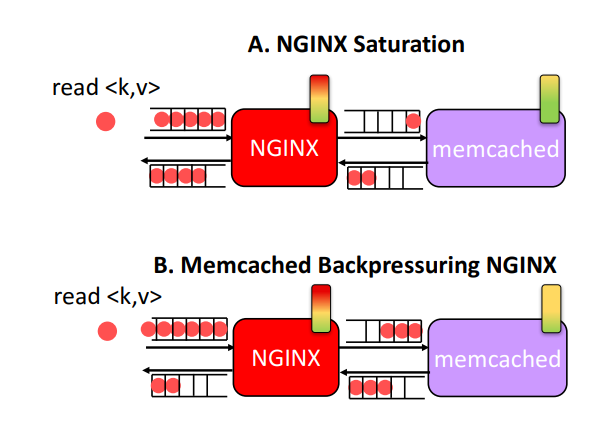 A. NGINX Saturation
read <k,v>
NGINX
memcached
B. Memcached Backpressuring NGINX
read <k,v>
NGINX
memcached